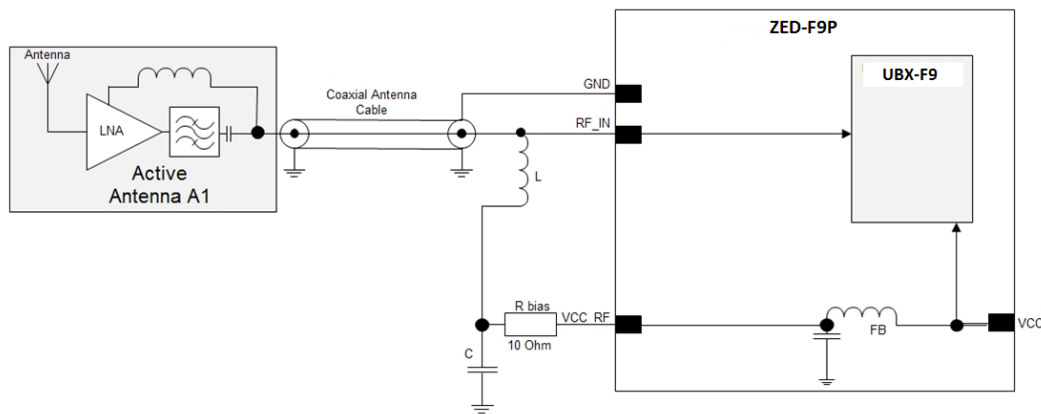 ZED-F9P
Antenna
UBX-F9
GND
Coaxial Antenna
Cable
RF_IN
LNA
Active
Antenna A1
L
R bias
VCC_RF
10 Ohm
C
FB
VCC